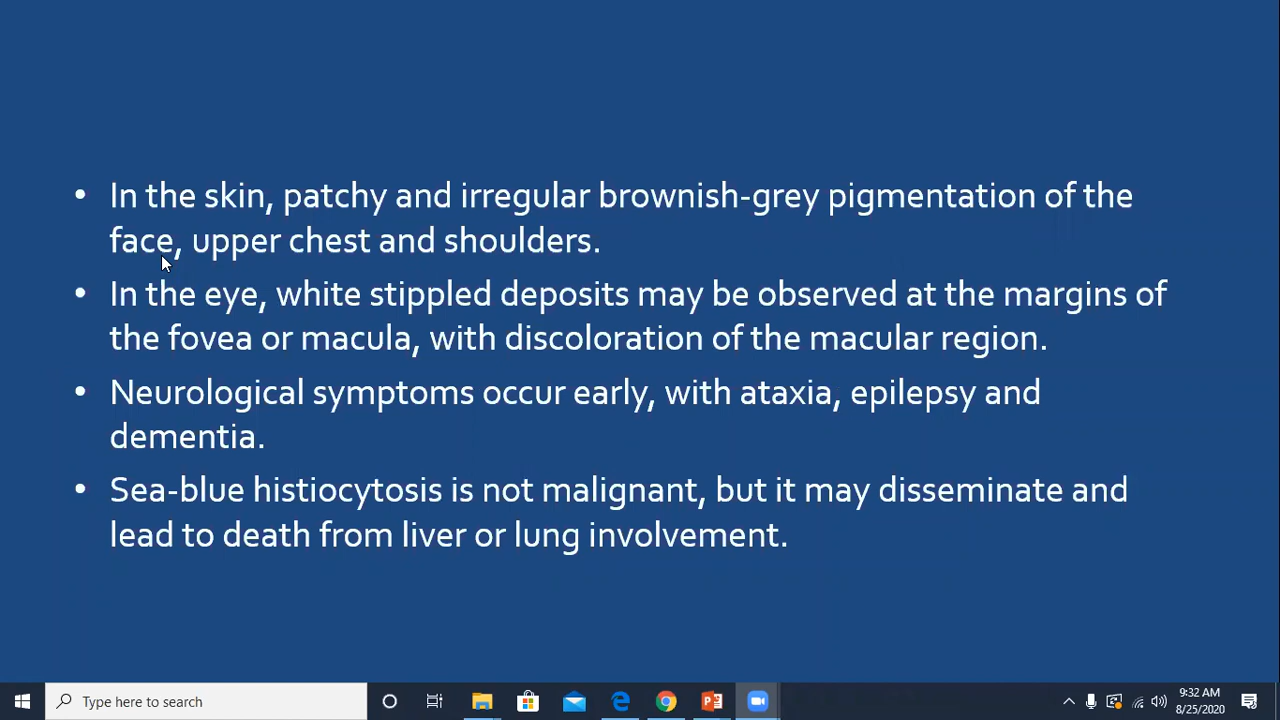 • In the skin, patchy and irregular brownish-grey pigmentation of the
face, upper chest and shoulders.
• In the eye, white stippled deposits may be observed at the margins of
the fovea or macula, with discoloration of the macular region.
• Neurological symptoms occur early, with ataxia, epilepsy and
dementia.
• Sea-blue histiocytosis is not malignant, but it may disseminate and
lead to death from liver or lung involvement.
Type here to search
9:32 AM
8/25/2020